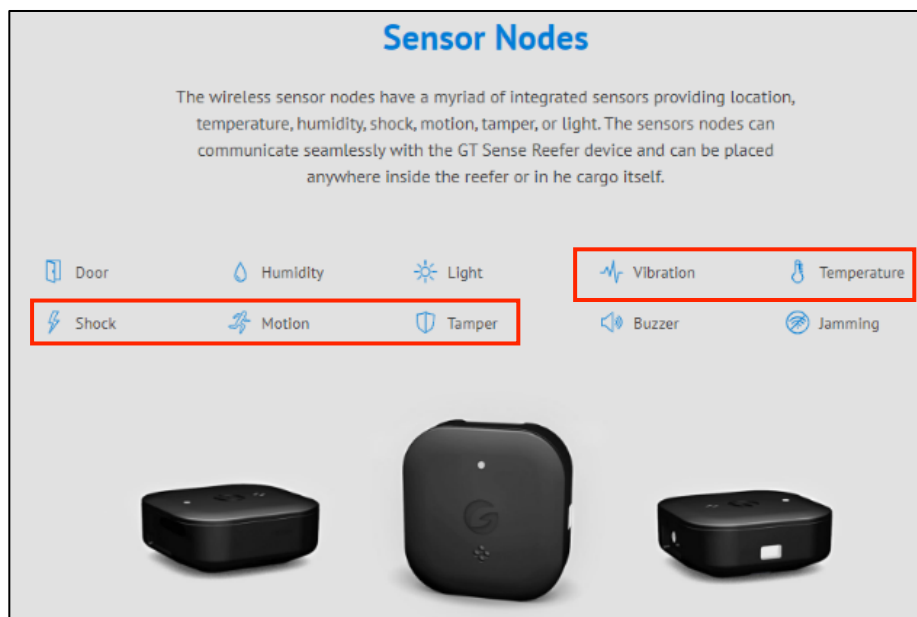 Sensor Nodes
The wireless sensor nodes have a myriad of integrated sensors providing location,
temperature, humidity, shock, motion, tamper, or light. The sensors nodes can
communicate seamlessly with the GT Sense Reefer device and can be placed
anywhere inside the reefer or in he cargo itself.
Door Humidity Light Vibration Temperature
Shock Motion Tamper Buzzer Jamming